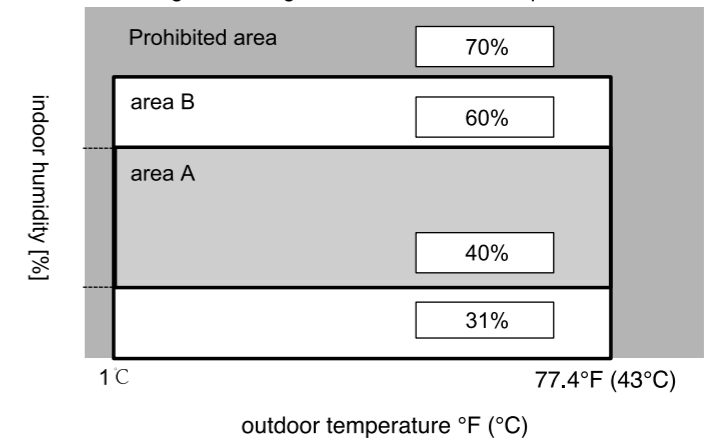 Prohibited area
70%
area B
60%
area A
40%
31%
indoor humidity [%]
1℃
77.4°F (43°C)
outdoor temperature °F (°C)